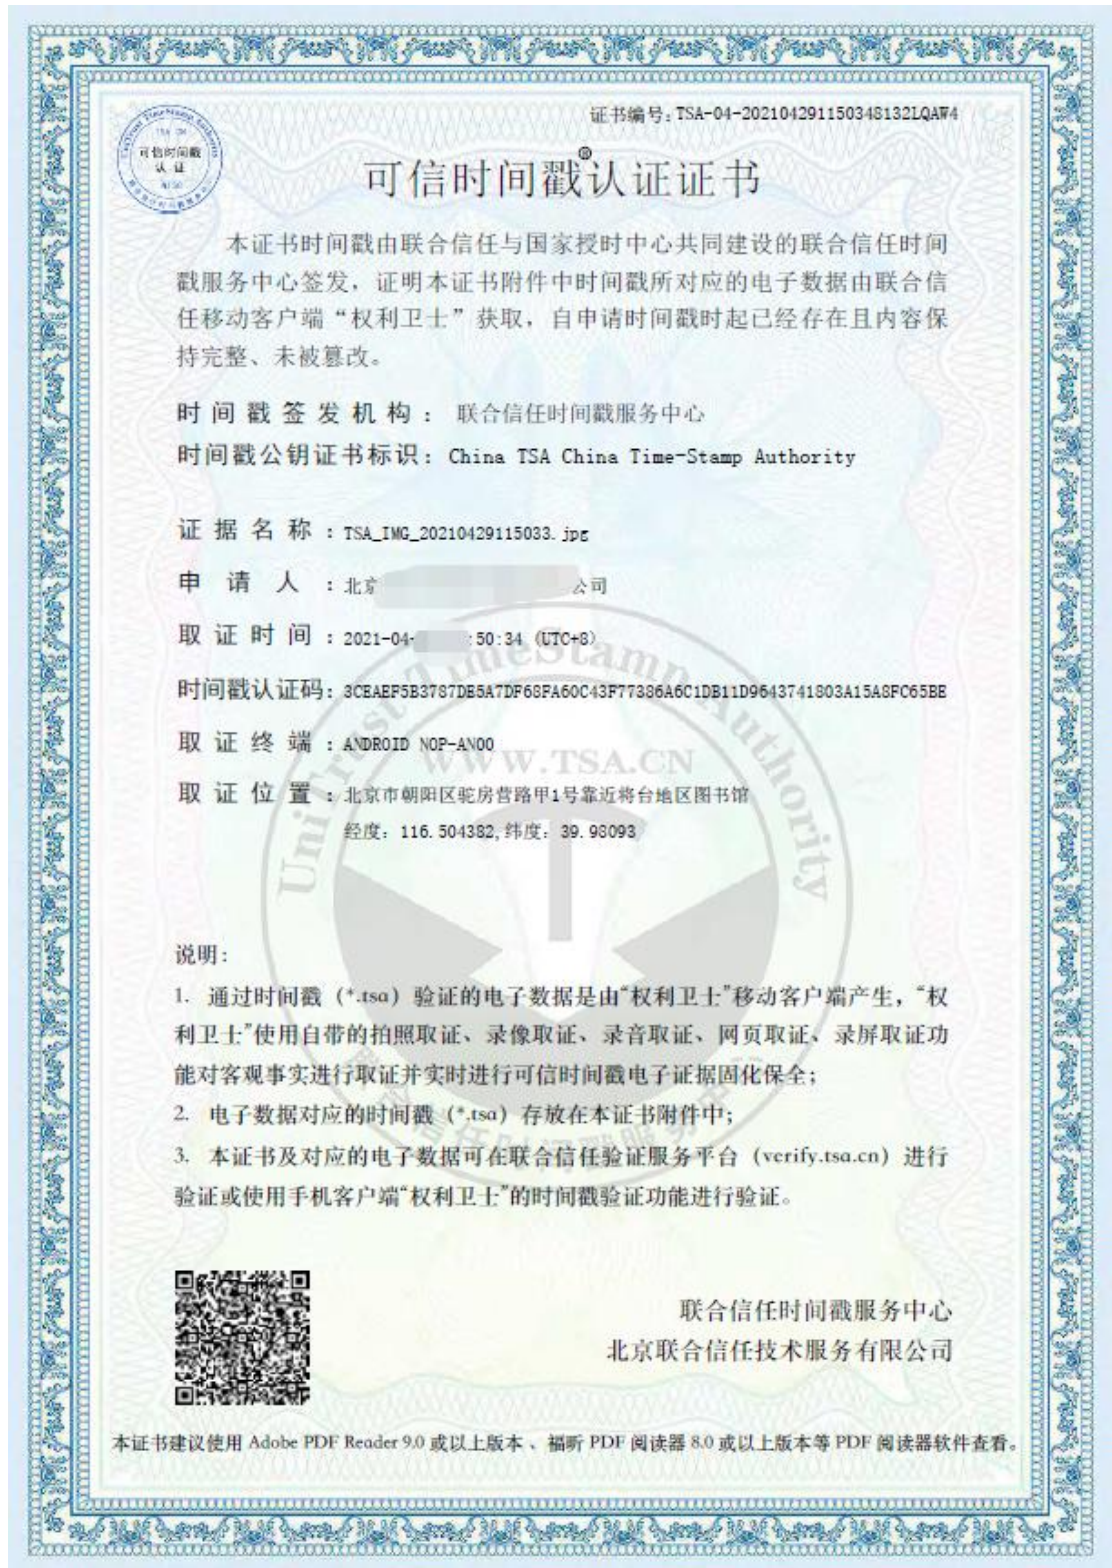 证书编号：TSA-04-202104291150348132LQAW4
可信时间戳
认证
可信时间戳®认证证书
本证书时间戳由联合信任与国家授时中心共同建设的联合信任时间
戳服务中心签发，证明本证书附件中时间戳所对应的电子数据由联合信
任移动客户端“权利卫士”获取，自申请时间戳时起已经存在且内容保
持完整、未被篡改。
时间戳签发机构：联合信任时间戳服务中心
时间戳公钥证书标识：China TSA China Time-Stamp Authority
证据名称：TSA_IMG_20210429115033.jpg
申请人：北京 公司
取证时间：2021-04- :50:34 (UTC+8)
时间戳认证码：3CEAEF5B3787DE5A7DF68FA60C43F77386A6C1DB11D9643741803A15A8FC65BE
取证终端：ANDROID NOP-AN00
取证位置：北京市朝阳区驼房营路甲1号靠近将台地区图书馆
经度：116.504382,纬度：39.98093
UniTrust TimeStamp Authority
WWW.TSA.CN
说明：
1. 通过时间戳（*.tsa）验证的电子数据是由“权利卫士”移动客户端产生，“权
利卫士”使用自带的拍照取证、录像取证、录音取证、网页取证、录屏取证功
能对客观事实进行取证并实时进行可信时间戳电子证据固化保全；
2. 电子数据对应的时间戳（*.tsa）存放在本证书附件中；
3. 本证书及对应的电子数据可在联合信任验证服务平台（verify.tsa.cn）进行
验证或使用手机客户端“权利卫士”的时间戳验证功能进行验证。
联合信任时间戳服务中心
北京联合信任技术服务有限公司
本证书建议使用 Adobe PDF Reader 9.0 或以上版本、福昕 PDF 阅读器 8.0 或以上版本等 PDF 阅读器软件查看。